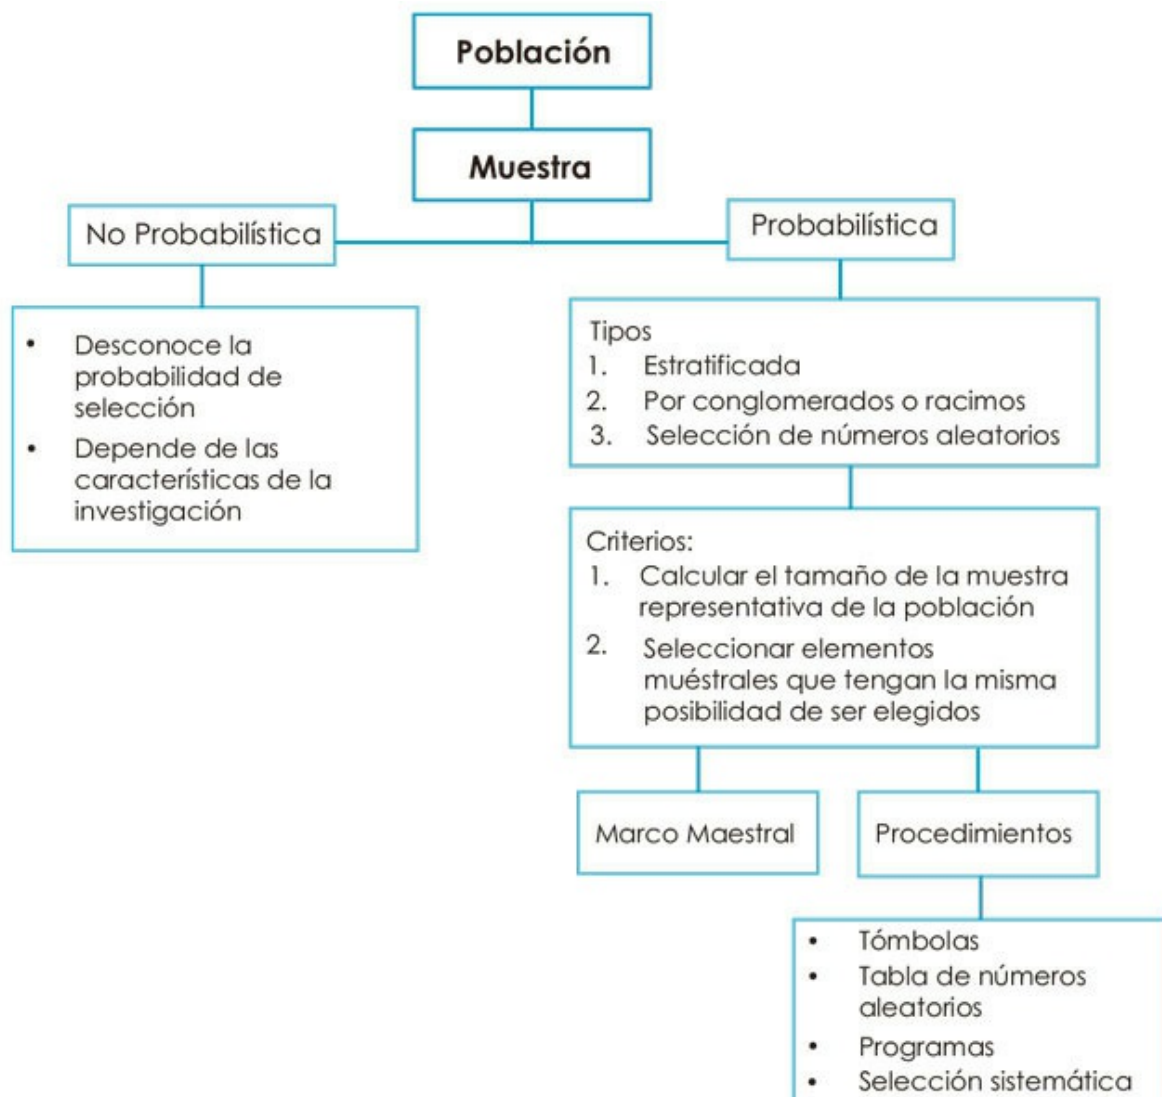 Población
Muestra
No Probabilística
Probabilística
• Desconoce la
probabilidad de
selección
• Depende de las
características de la
investigación
Tipos
1. Estratificada
2. Por conglomerados o racimos
3. Selección de números aleatorios
Criterios:
1. Calcular el tamaño de la muestra
representativa de la población
2. Seleccionar elementos
muéstrales que tengan la misma
posibilidad de ser elegidos
Marco Maestral
Procedimientos
• Tómbolas
• Tabla de números
aleatorios
• Programas
• Selección sistemática